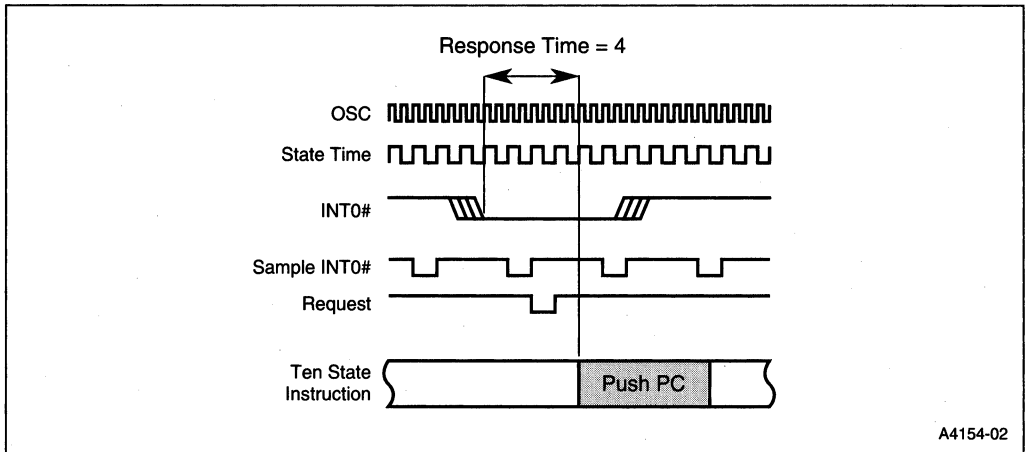 Response Time = 4
OSC
State Time
INT0#
Sample INT0#
Request
Ten State
Instruction
Push PC
A4154-02